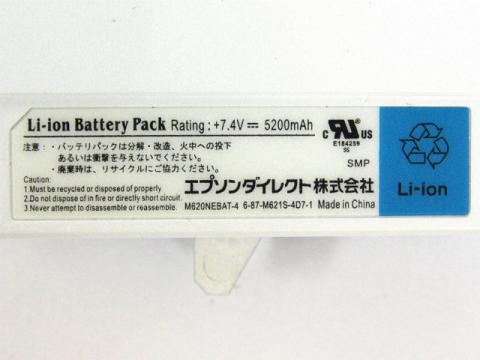 Li-ion Battery Pack Rating : +7.4V ⎓ 5200mAh
注意：・バッテリパックは分解・改造、火中への投下
あるいは衝撃を与えないでください。
・廃棄時は、リサイクルにご協力ください。
Caution:
1.Must be recycled or disposed of properly.
2.Do not dispose of in fire or directly short circuit.
3.Never attempt to disassemble or reassemble.
C RU US
E184259
SS
SMP
エプソンダイレクト株式会社
M620NEBAT-4 6-87-M621S-4D7-1 Made in China
Li-ion